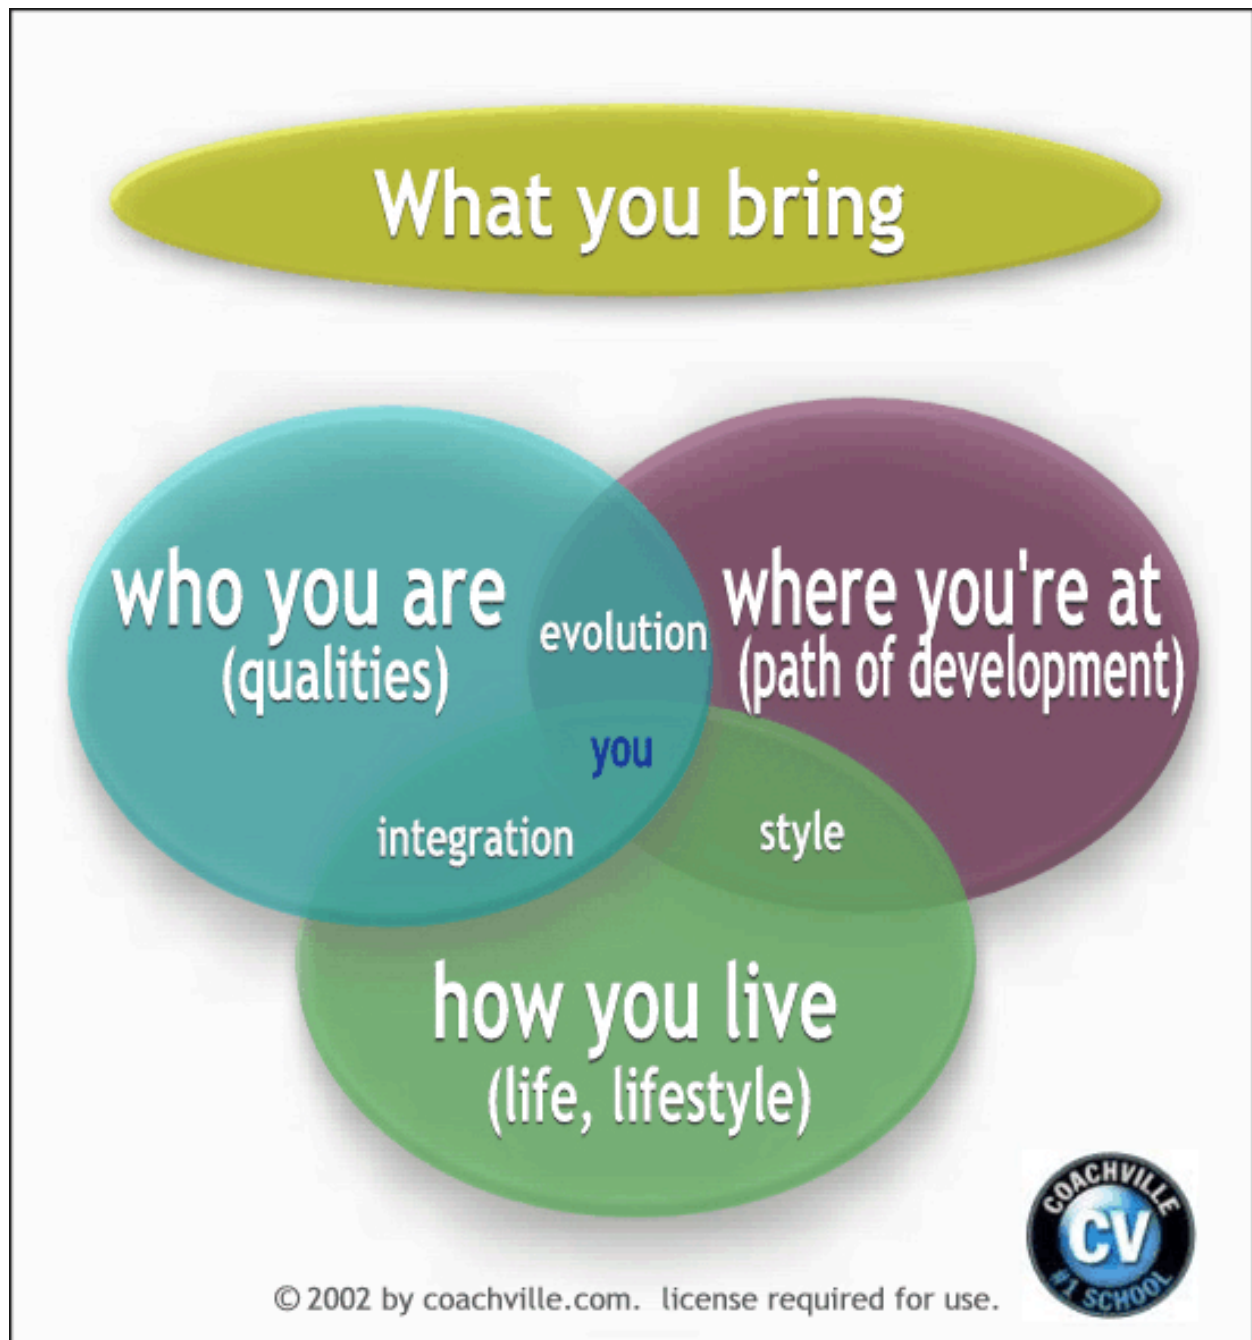 What you bring
who you are
(qualities)
evolution
where you're at
(path of development)
you
integration
style
how you live
(life, lifestyle)
COACHVILLE
CV
#1 SCHOOL
© 2002 by coachville.com. license required for use.